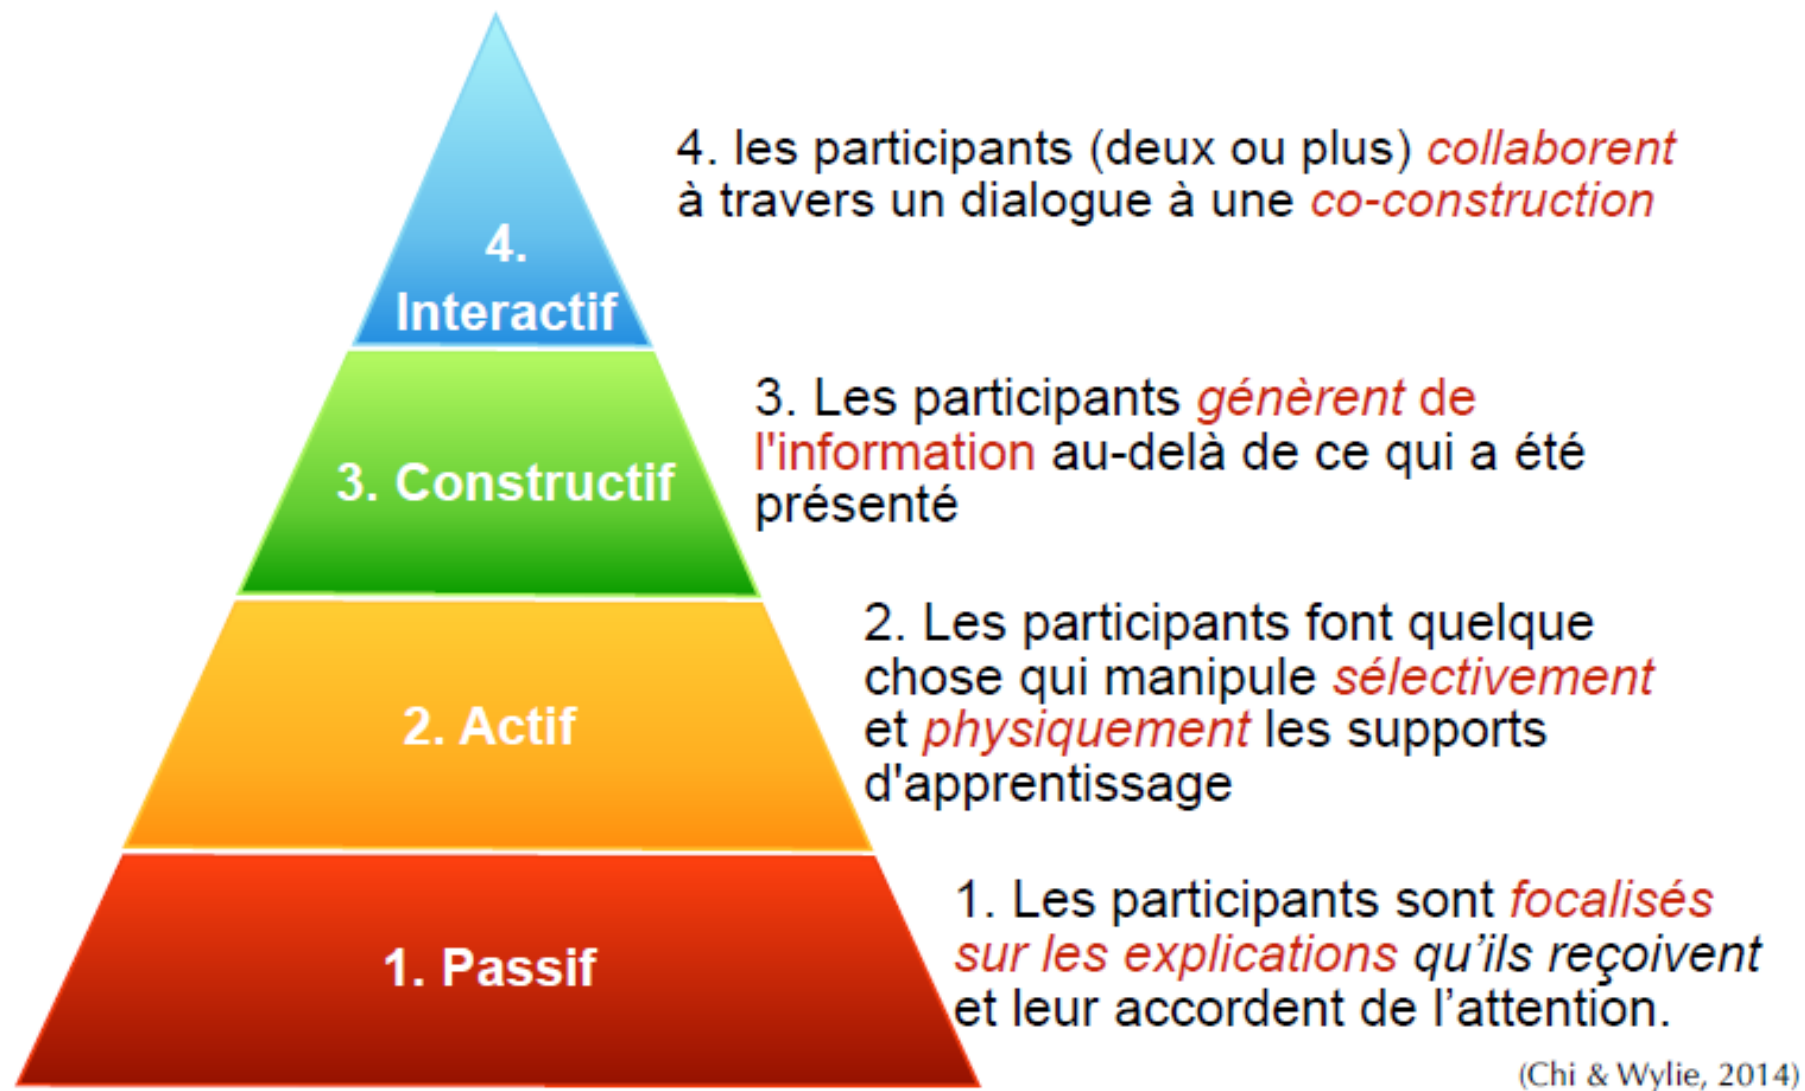 4. les participants (deux ou plus) collaborent
à travers un dialogue à une co-construction
4.
Interactif
3. Les participants génèrent de
l'information au-delà de ce qui a été
présenté
3. Constructif
2. Les participants font quelque
chose qui manipule sélectivement
et physiquement les supports
d'apprentissage
2. Actif
1. Les participants sont focalisés
sur les explications qu’ils reçoivent
et leur accordent de l’attention.
1. Passif
(Chi & Wylie, 2014)